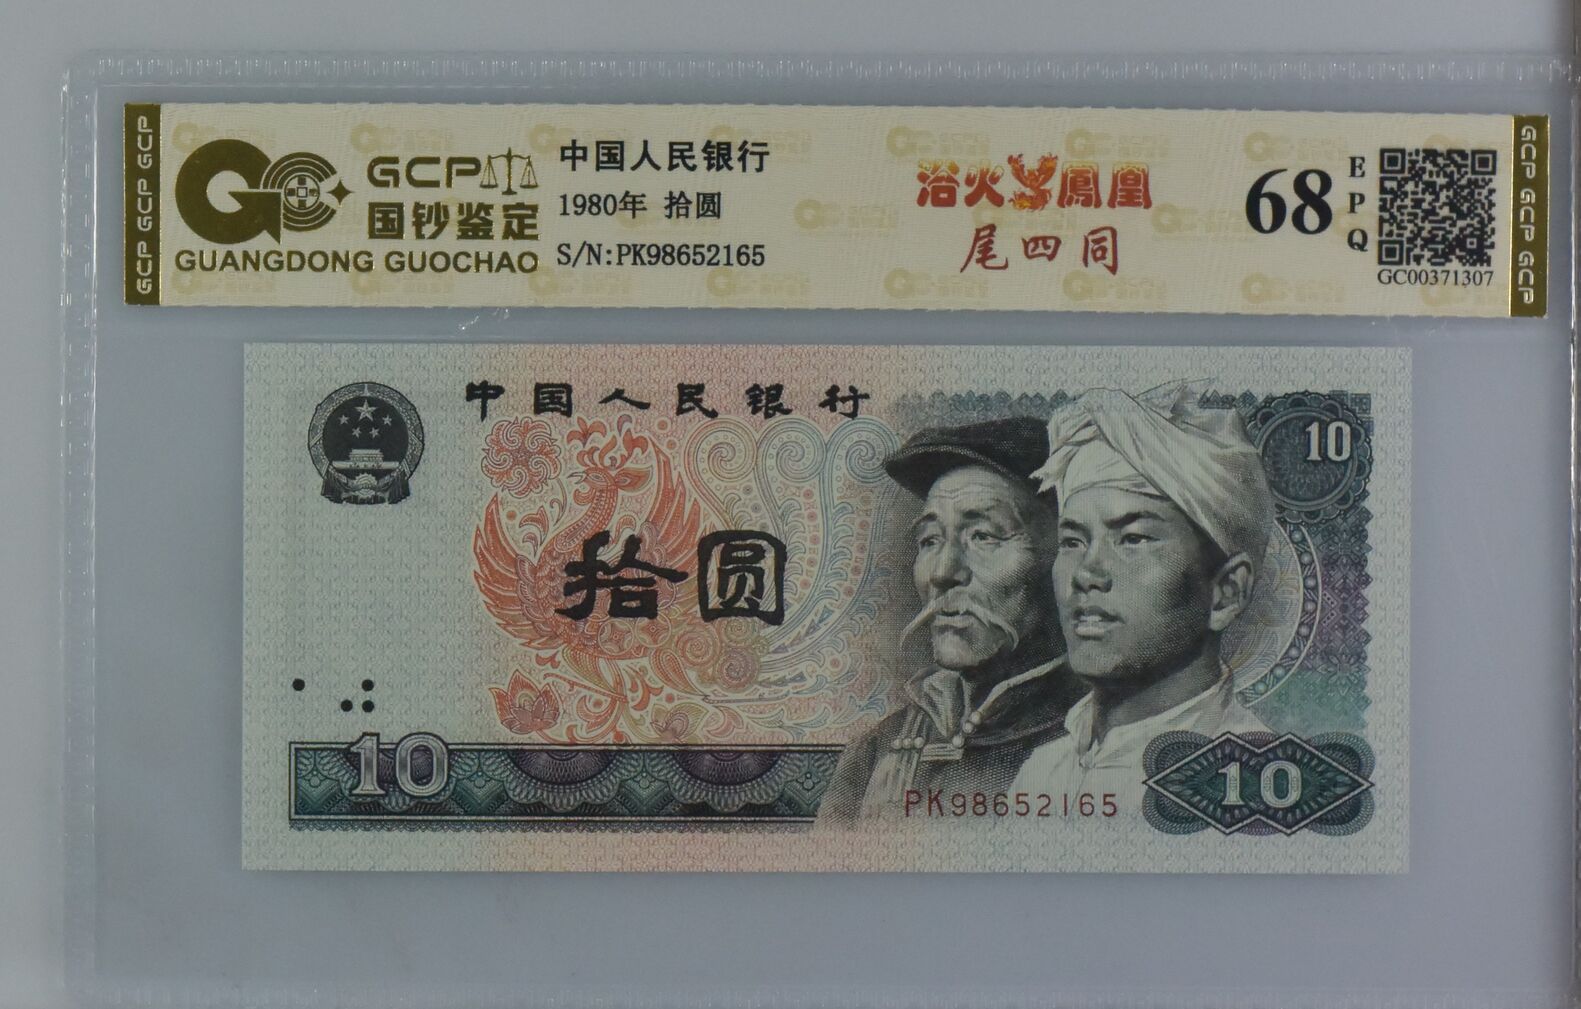 GCP GCP GCP
GCP
国钞鉴定
GUANGDONG GUOCHAO
中国人民银行
1980年 拾圆
S/N:PK98652165
浴火鳳凰
尾四同
68
EPQ
GC00371307
GCP GCP GCP
中国人民银行
10
拾圆
10
PK98652165
10